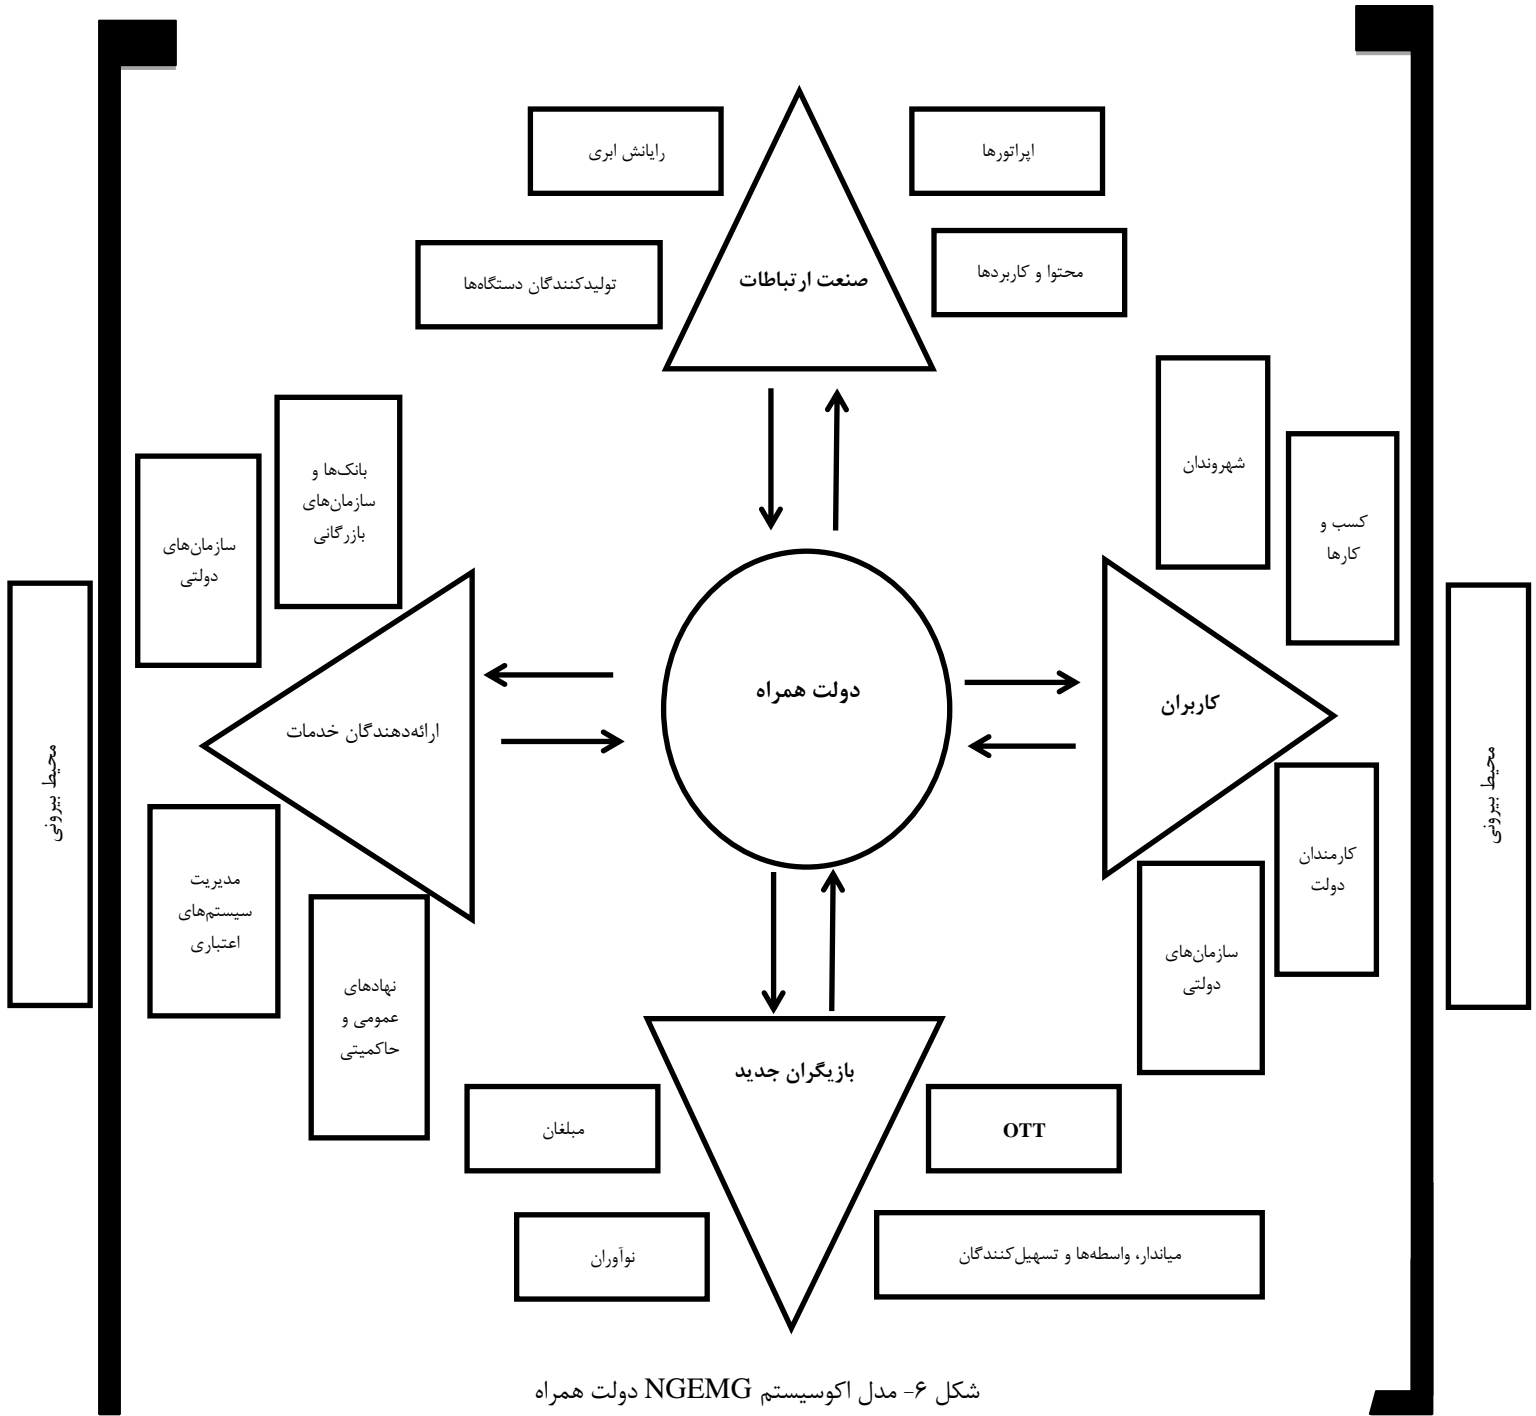 اپراتورها
رایانش ابری
محتوا و کاربردها
تولیدکنندگان دستگاه‌ها
صنعت ارتباطات
شهروندان
کسب و
کارها
بانک‌ها و
سازمان‌های
بازرگانی
سازمان‌های
دولتی
کاربران
دولت همراه
ارائه‌دهندگان خدمات
محیط بیرونی
محیط بیرونی
کارمندان
دولت
سازمان‌های
دولتی
مدیریت
سیستم‌های
اعتباری
نهادهای
عمومی و
حاکمیتی
بازیگران جدید
OTT
مبلغان
میاندار، واسطه‌ها و تسهیل‌کنندگان
نوآوران
شکل ۶- مدل اکوسیستم NGEMG دولت همراه